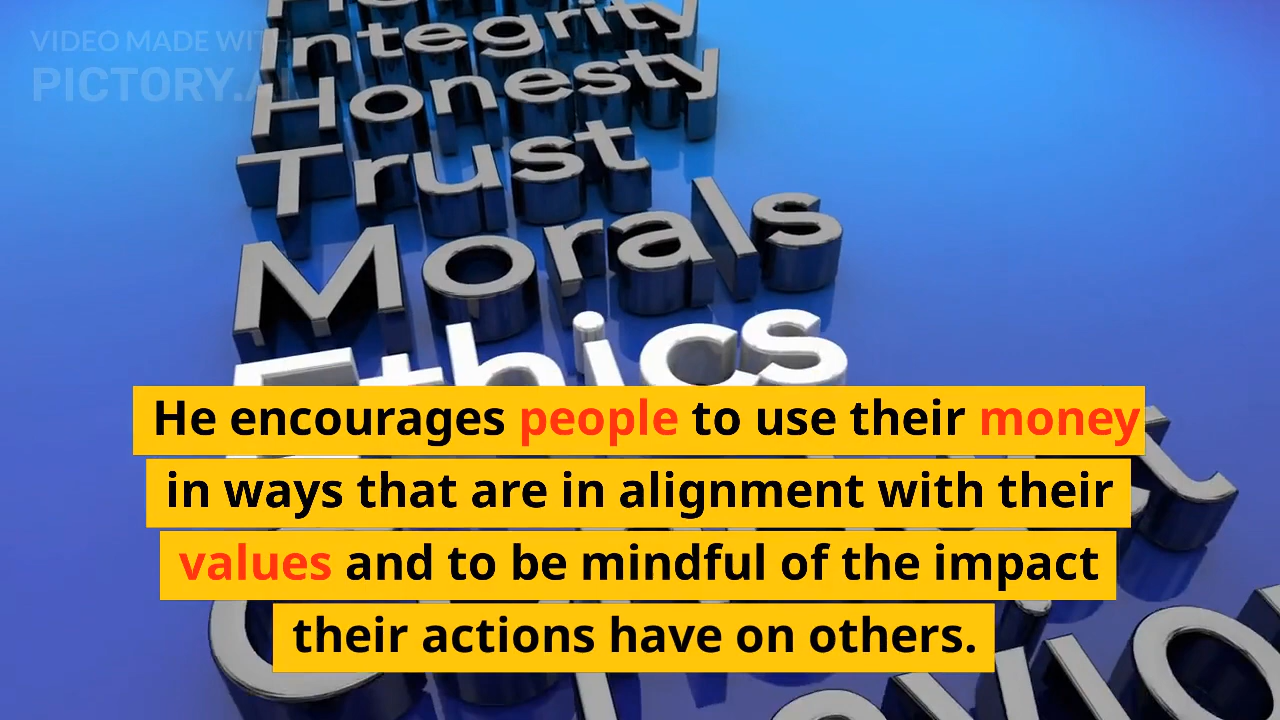 VIDEO MADE WITH
PICTORY.AI
Integrity
Honesty
Trust
Morals
Ethics
He encourages people to use their money
in ways that are in alignment with their
values and to be mindful of the impact
their actions have on others.